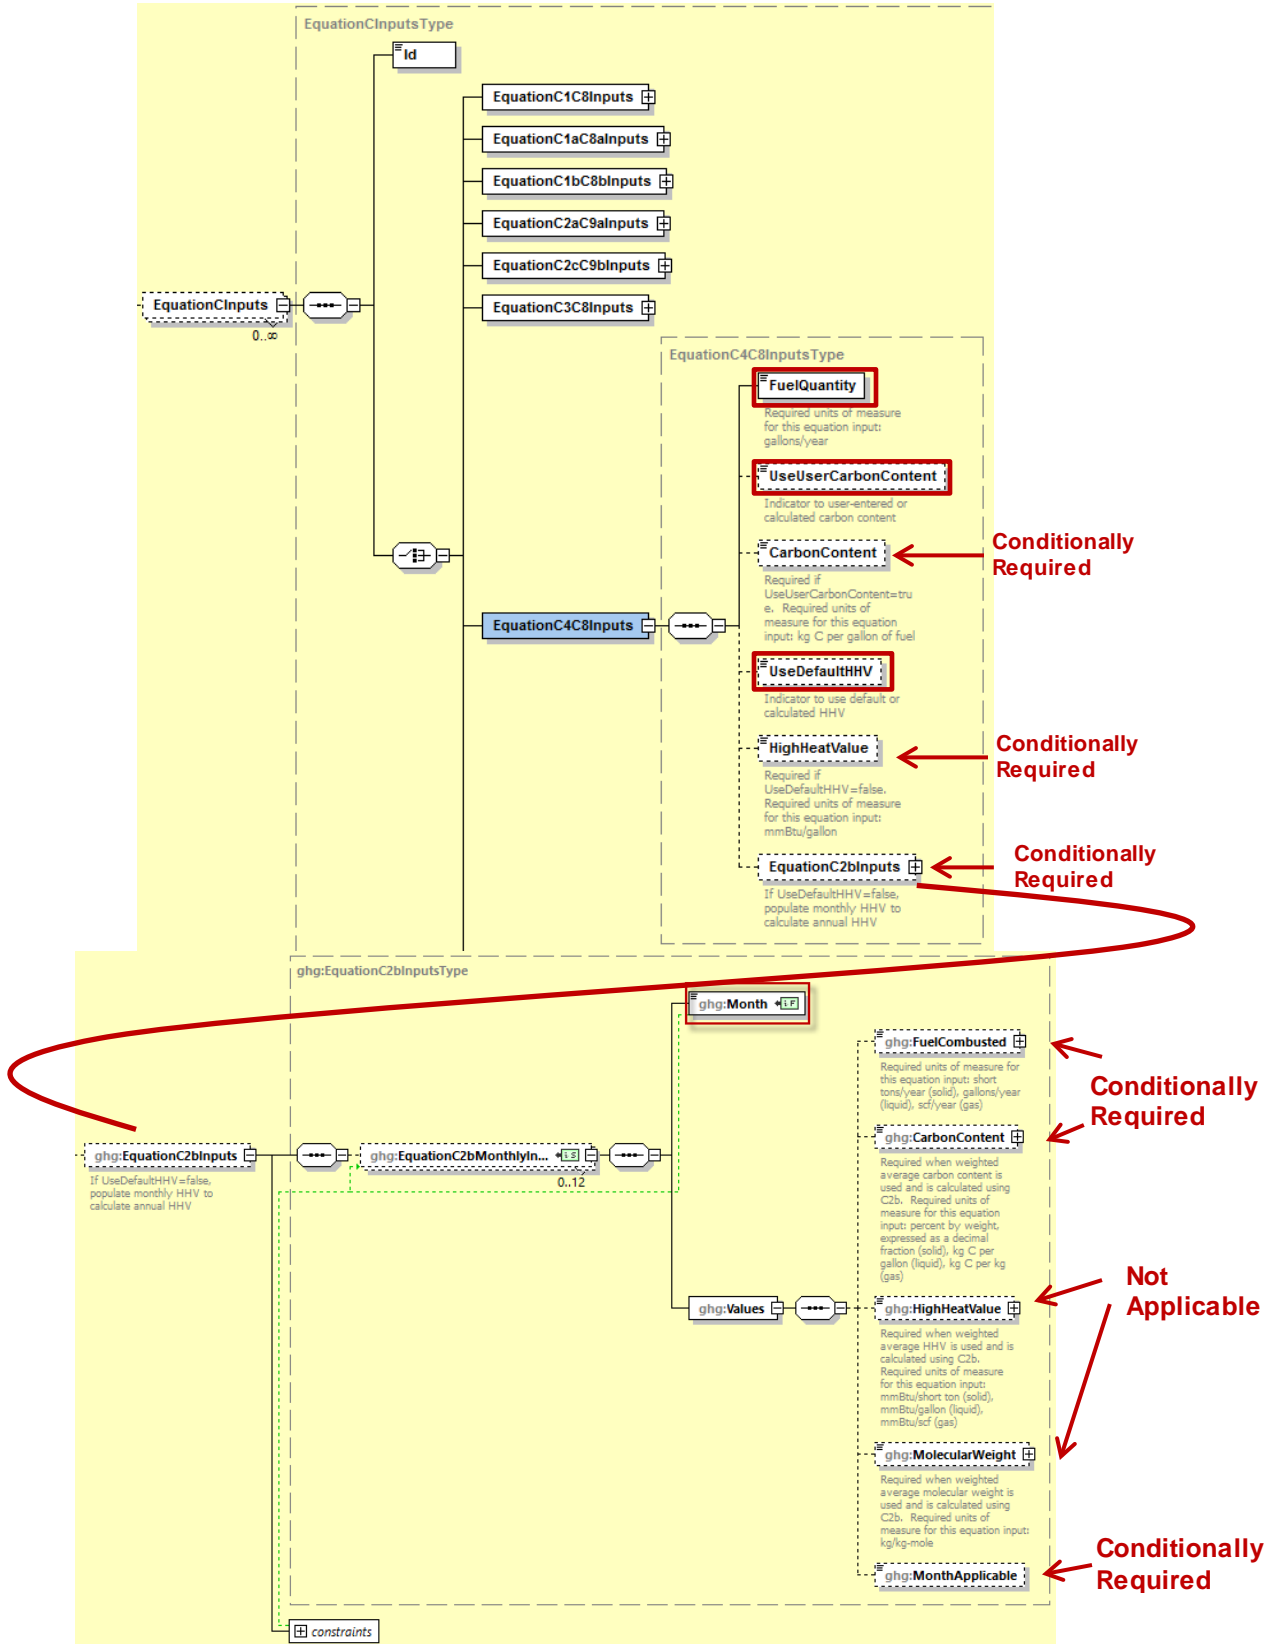 EquationCInputsType
Id
EquationC1C8Inputs
EquationC1aC8aInputs
EquationC1bC8bInputs
EquationC2aC9aInputs
EquationC2cC9bInputs
EquationCInputs
0..∞
EquationC3C8Inputs
EquationC4C8InputsType
FuelQuantity
Required units of measure
for this equation input:
gallons/year
UseUserCarbonContent
Indicator to user-entered or
calculated carbon content
CarbonContent
Conditionally
Required
Required if
UseUserCarbonContent=tru
e.  Required units of
measure for this equation
input: kg C per gallon of fuel
EquationC4C8Inputs
UseDefaultHHV
Indicator to use default or
calculated HHV
HighHeatValue
Conditionally
Required
Required if
UseDefaultHHV=false.
Required units of measure
for this equation input:
mmBtu/gallon
EquationC2bInputs
Conditionally
Required
If UseDefaultHHV=false,
populate monthly HHV to
calculate annual HHV
ghg:EquationC2bInputsType
ghg:Month
iF
ghg:FuelCombusted
Required units of measure for
this equation input: short
tons/year (solid), gallons/year
(liquid), scf/year (gas)
Conditionally
Required
ghg:CarbonContent
Required when weighted
average carbon content is
used and is calculated using
C2b.  Required units of
measure for this equation
input: percent by weight,
expressed as a decimal
fraction (solid), kg C per
gallon (liquid), kg C per kg
(gas)
ghg:EquationC2bInputs
If UseDefaultHHV=false,
populate monthly HHV to
calculate annual HHV
ghg:EquationC2bMonthlyIn...
iS
0..12
ghg:Values
ghg:HighHeatValue
Not
Applicable
Required when weighted
average HHV is used and is
calculated using C2b.
Required units of measure
for this equation input:
mmBtu/short ton (solid),
mmBtu/gallon (liquid),
mmBtu/scf (gas)
ghg:MolecularWeight
Required when weighted
average molecular weight is
used and is calculated using
C2b.  Required units of
measure for this equation input:
kg/kg-mole
ghg:MonthApplicable
Conditionally
Required
constraints